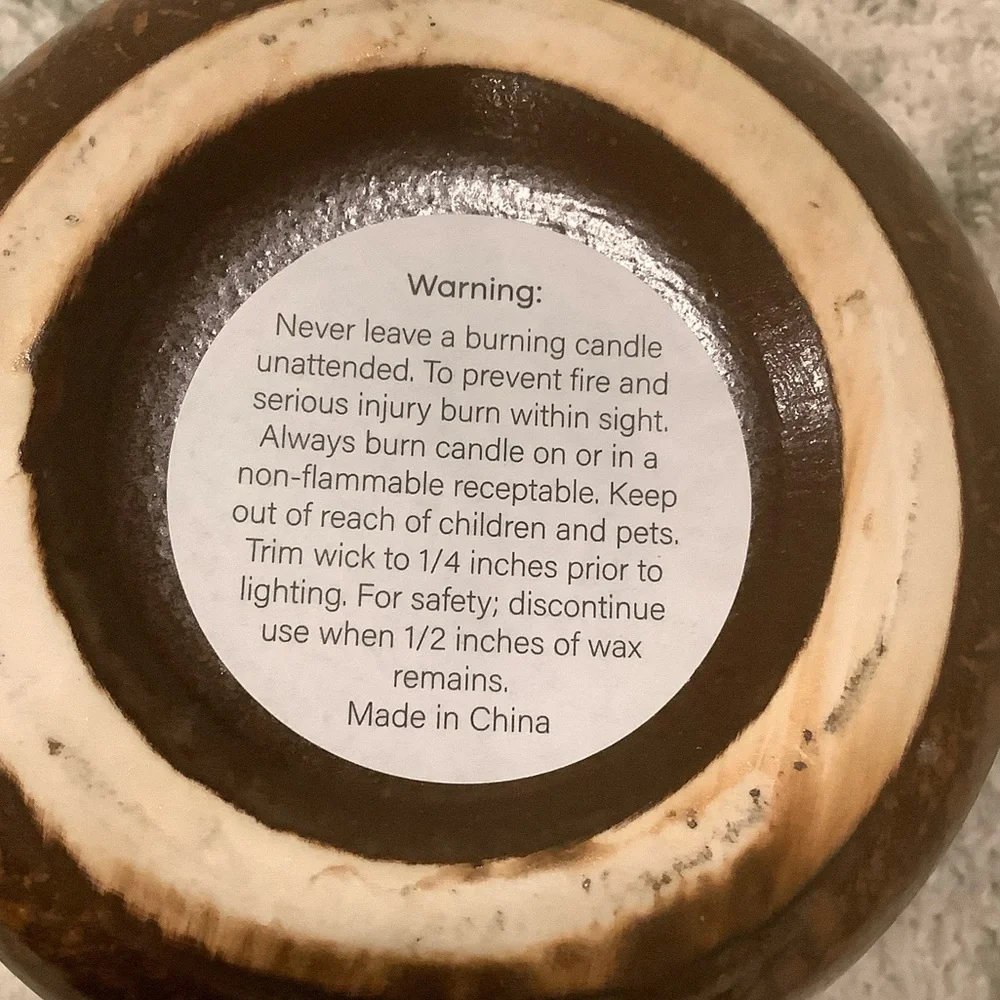 Warning:
Never leave a burning candle
unattended. To prevent fire and
serious injury burn within sight.
Always burn candle on or in a
non-flammable receptable. Keep
out of reach of children and pets.
Trim wick to 1/4 inches prior to
lighting. For safety; discontinue
use when 1/2 inches of wax
remains.
Made in China